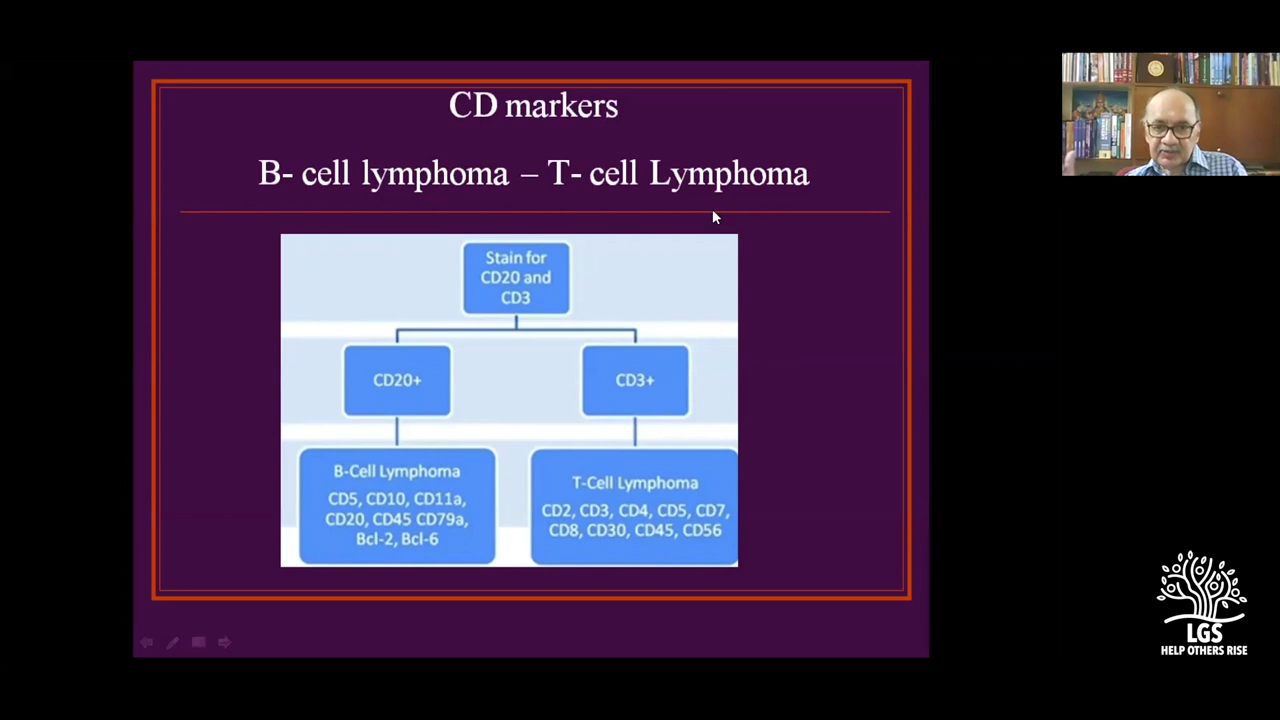 CD markers
B- cell lymphoma – T- cell Lymphoma
Stain for
CD20 and
CD3
CD20+
CD3+
B-Cell Lymphoma
CD5, CD10, CD11a,
CD20, CD45 CD79a,
Bcl-2, Bcl-6
T-Cell Lymphoma
CD2, CD3, CD4, CD5, CD7,
CD8, CD30, CD45, CD56
LGS
HELP OTHERS RISE